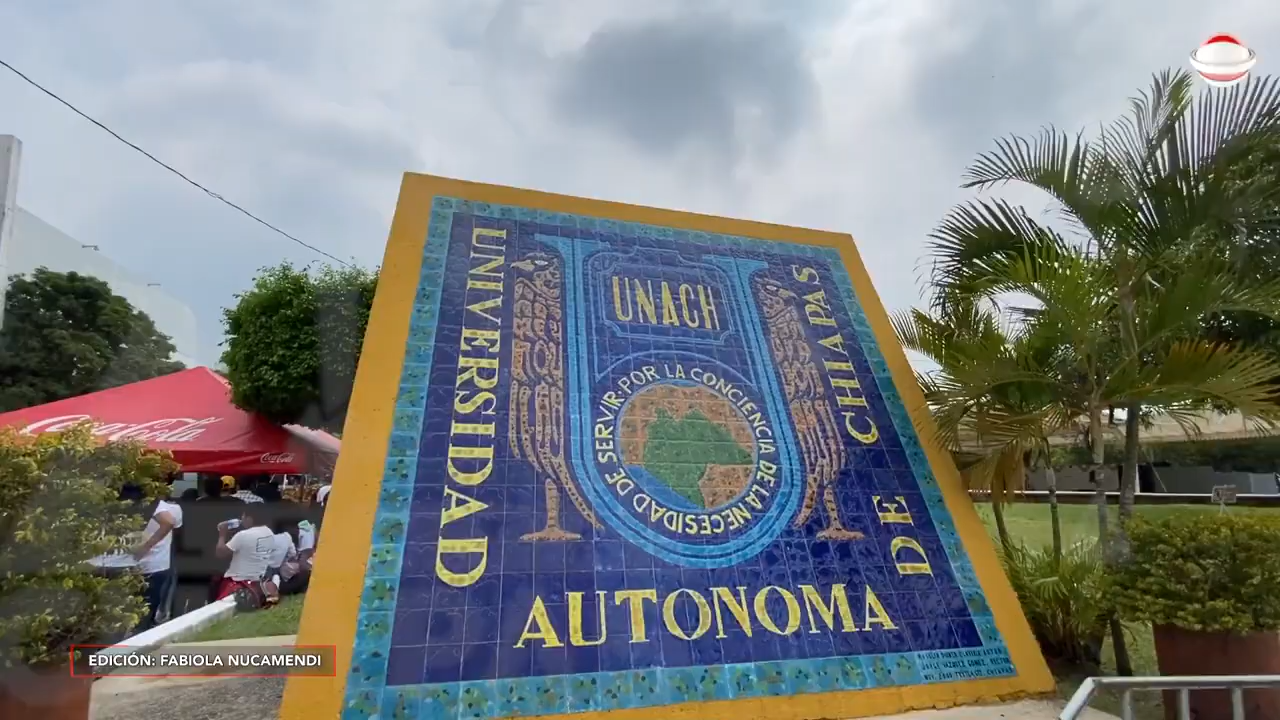 UNIVERSIDAD
AUTONOMA
DE
CHIAPAS
UNACH
POR LA CONCIENCIA DE LA NECESIDAD DE SERVIR
Coca-Cola
Coca-Cola
EDICIÓN: FABIOLA NUCAMENDI